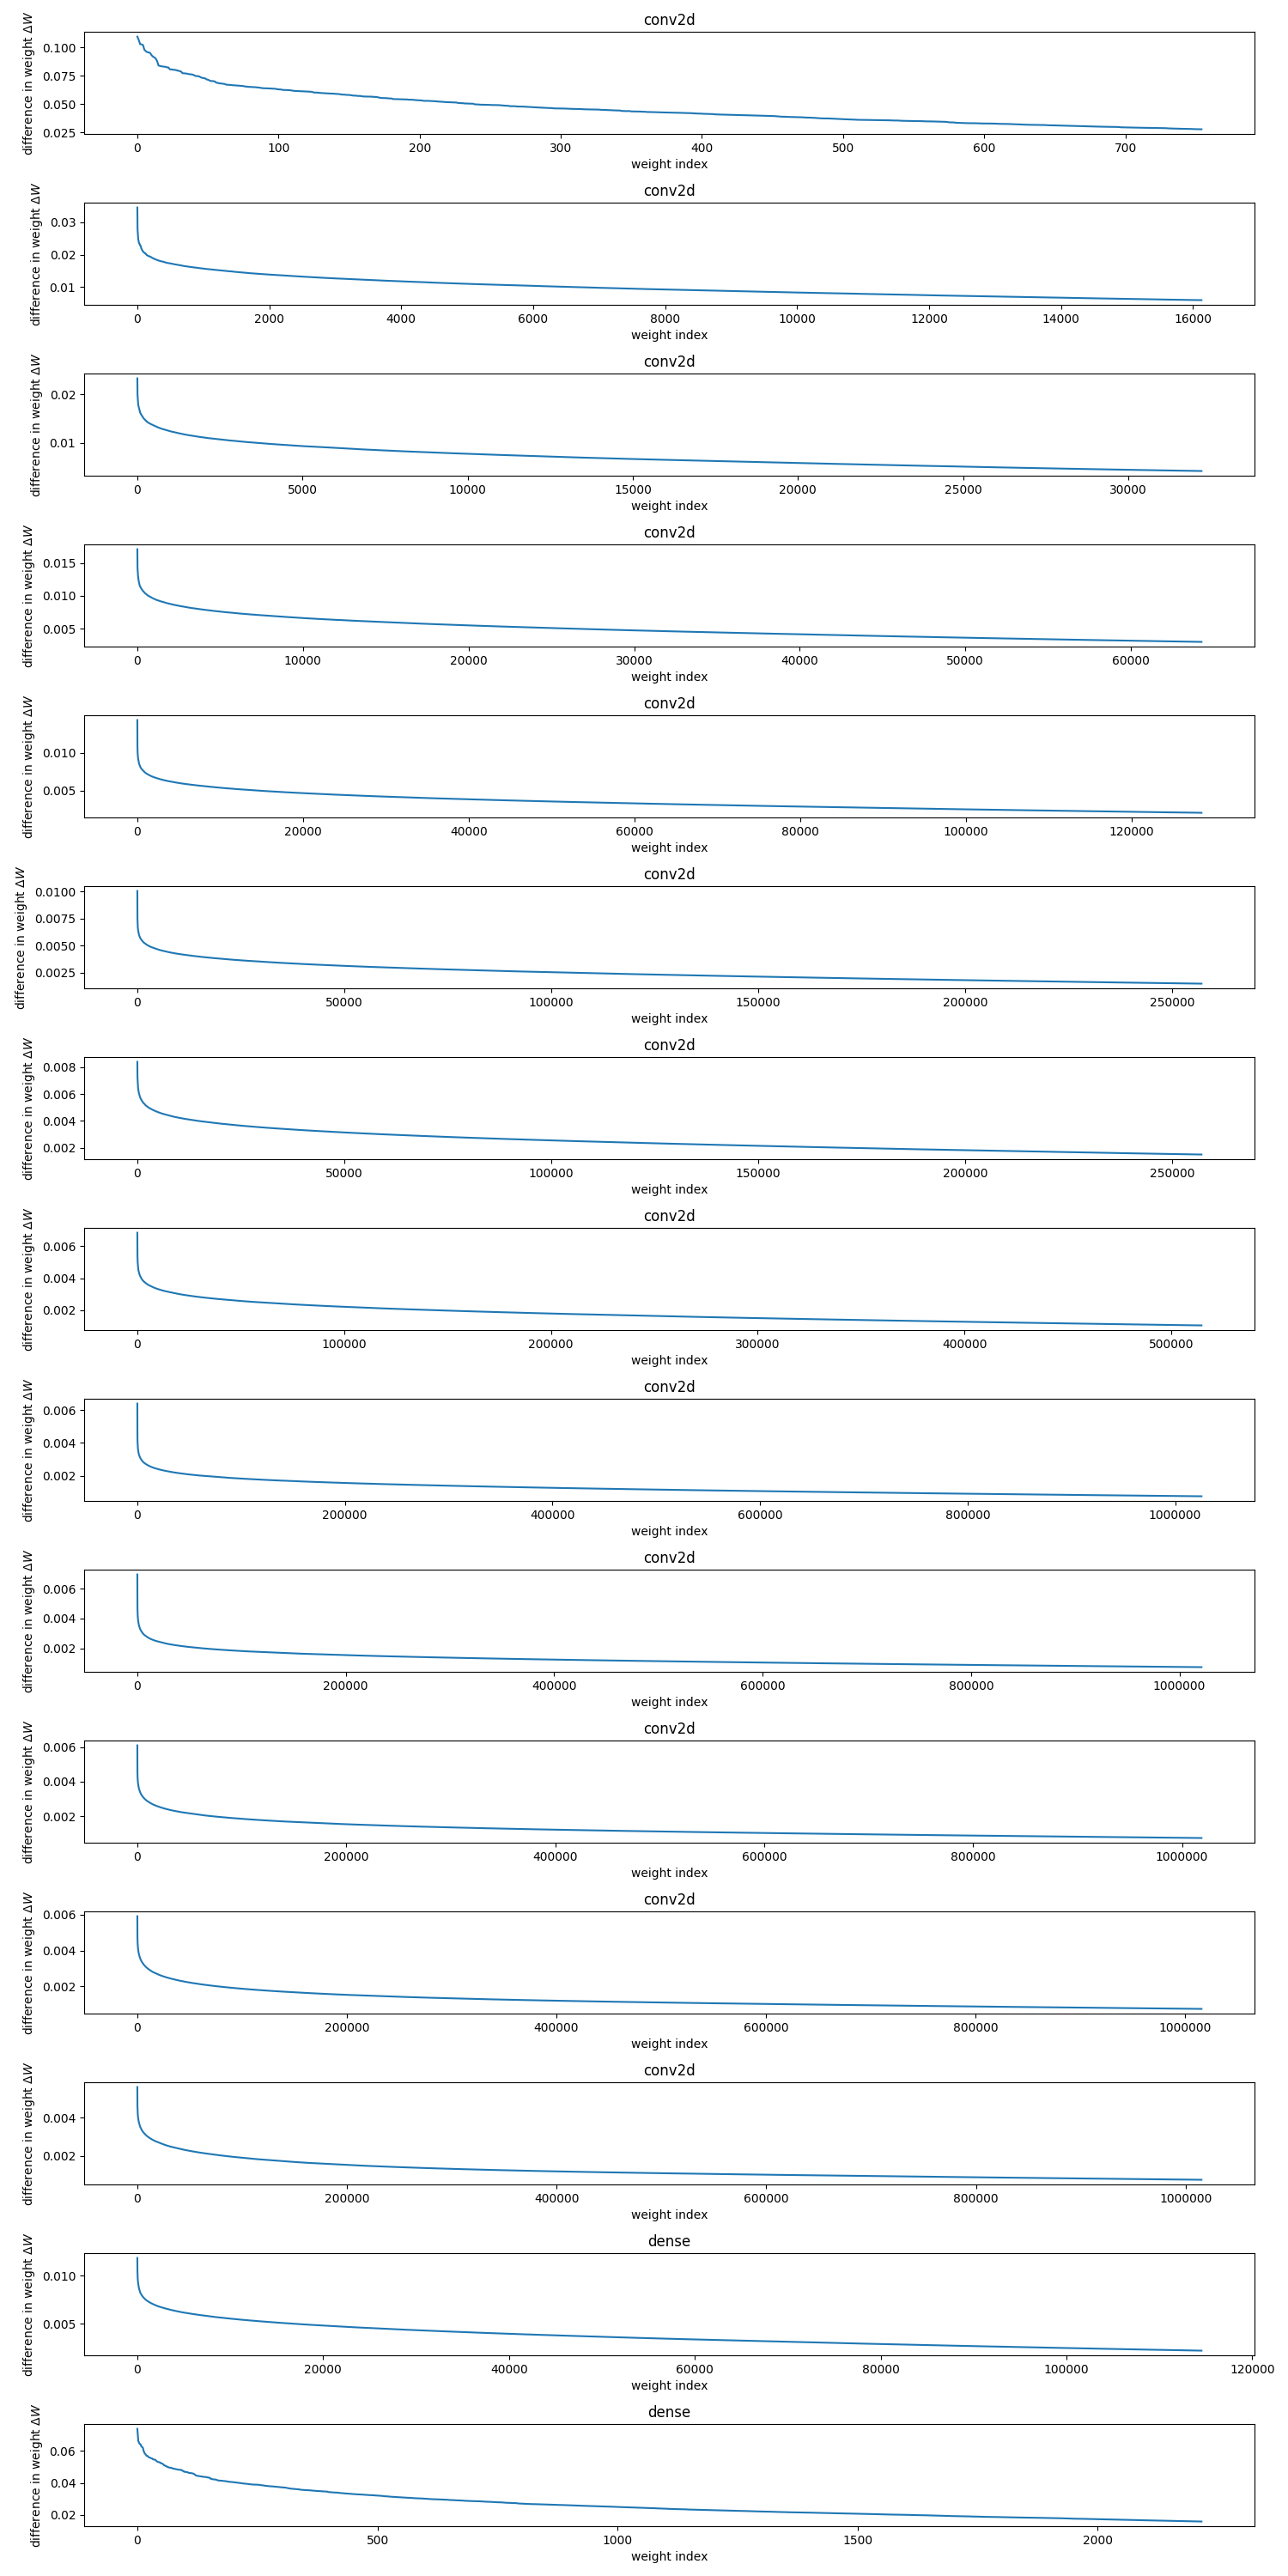 conv2d
difference in weight ΔW
0.100
0.075
0.050
0.025
0 100 200 300 400 500 600 700
weight index
conv2d
difference in weight ΔW
0.03
0.02
0.01
0 2000 4000 6000 8000 10000 12000 14000 16000
weight index
conv2d
difference in weight ΔW
0.02
0.01
0 5000 10000 15000 20000 25000 30000
weight index
conv2d
difference in weight ΔW
0.015
0.010
0.005
0 10000 20000 30000 40000 50000 60000
weight index
conv2d
difference in weight ΔW
0.010
0.005
0 20000 40000 60000 80000 100000 120000
weight index
conv2d
difference in weight ΔW
0.0100
0.0075
0.0050
0.0025
0 50000 100000 150000 200000 250000
weight index
conv2d
difference in weight ΔW
0.008
0.006
0.004
0.002
0 50000 100000 150000 200000 250000
weight index
conv2d
difference in weight ΔW
0.006
0.004
0.002
0 100000 200000 300000 400000 500000
weight index
conv2d
difference in weight ΔW
0.006
0.004
0.002
0 200000 400000 600000 800000 1000000
weight index
conv2d
difference in weight ΔW
0.006
0.004
0.002
0 200000 400000 600000 800000 1000000
weight index
conv2d
difference in weight ΔW
0.006
0.004
0.002
0 200000 400000 600000 800000 1000000
weight index
conv2d
difference in weight ΔW
0.006
0.004
0.002
0 200000 400000 600000 800000 1000000
weight index
conv2d
difference in weight ΔW
0.004
0.002
0 200000 400000 600000 800000 1000000
weight index
dense
difference in weight ΔW
0.010
0.005
0 20000 40000 60000 80000 100000 120000
weight index
dense
difference in weight ΔW
0.06
0.04
0.02
0 500 1000 1500 2000
weight index